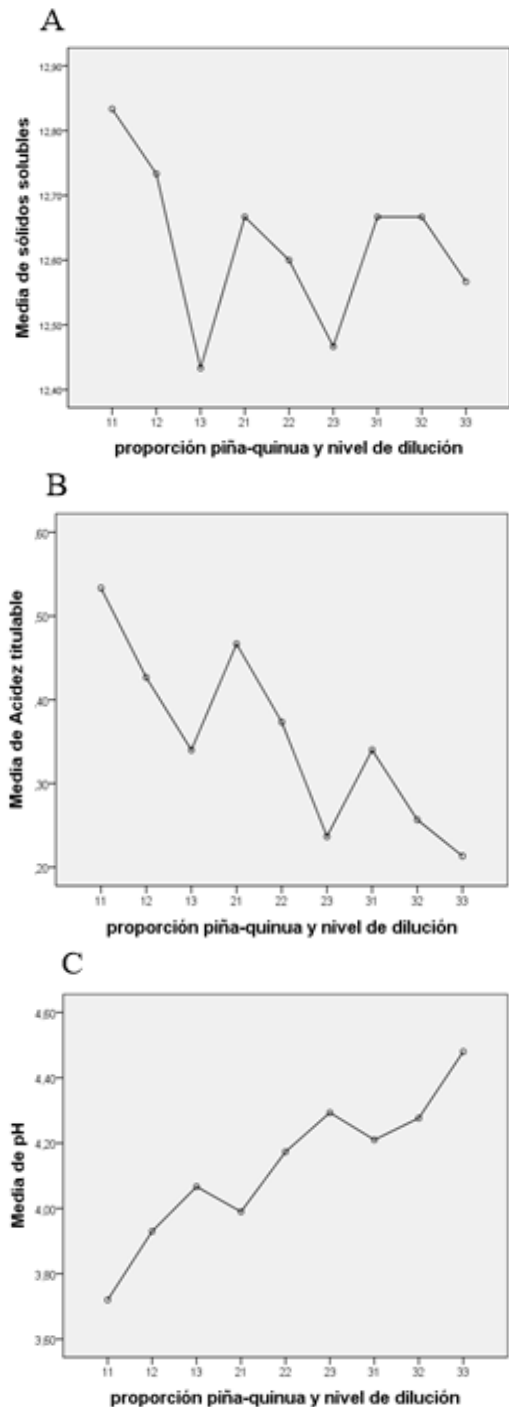 A
Media de sólidos solubles
12,90
12,80
12,70
12,60
12,50
12,40
11 12 13 21 22 23 31 32 33
proporción piña-quinua y nivel de dilución
B
Media de Acidez titulable
,60
,50
,40
,30
,20
11 12 13 21 22 23 31 32 33
proporción piña-quinua y nivel de dilución
C
Media de pH
4,60
4,40
4,20
4,00
3,80
3,60
11 12 13 21 22 23 31 32 33
proporción piña-quinua y nivel de dilución